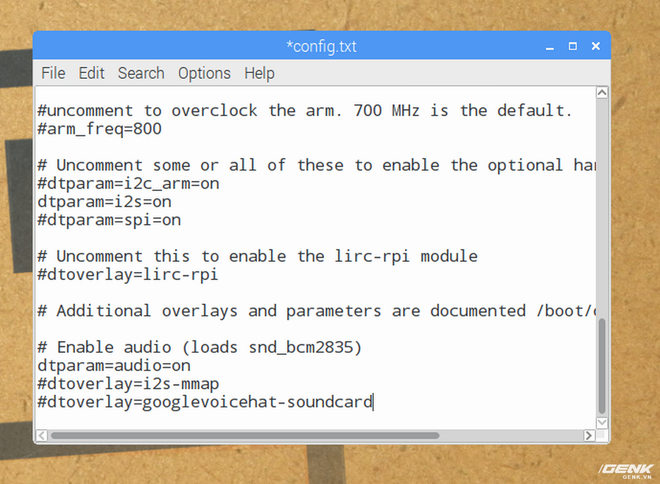 *config.txt
File Edit Search Options Help
#uncomment to overclock the arm. 700 MHz is the default.
#arm_freq=800
# Uncomment some or all of these to enable the optional
#dtparam=i2c_arm=on
dtparam=i2s=on
#dtparam=spi=on
# Uncomment this to enable the lirc-rpi module
#dtoverlay=lirc-rpi
# Additional overlays and parameters are documented /boot/
# Enable audio (loads snd_bcm2835)
dtparam=audio=on
#dtoverlay=i2s-mmap
#dtoverlay=googlevoicehat-soundcard
GENK
GENK.VN